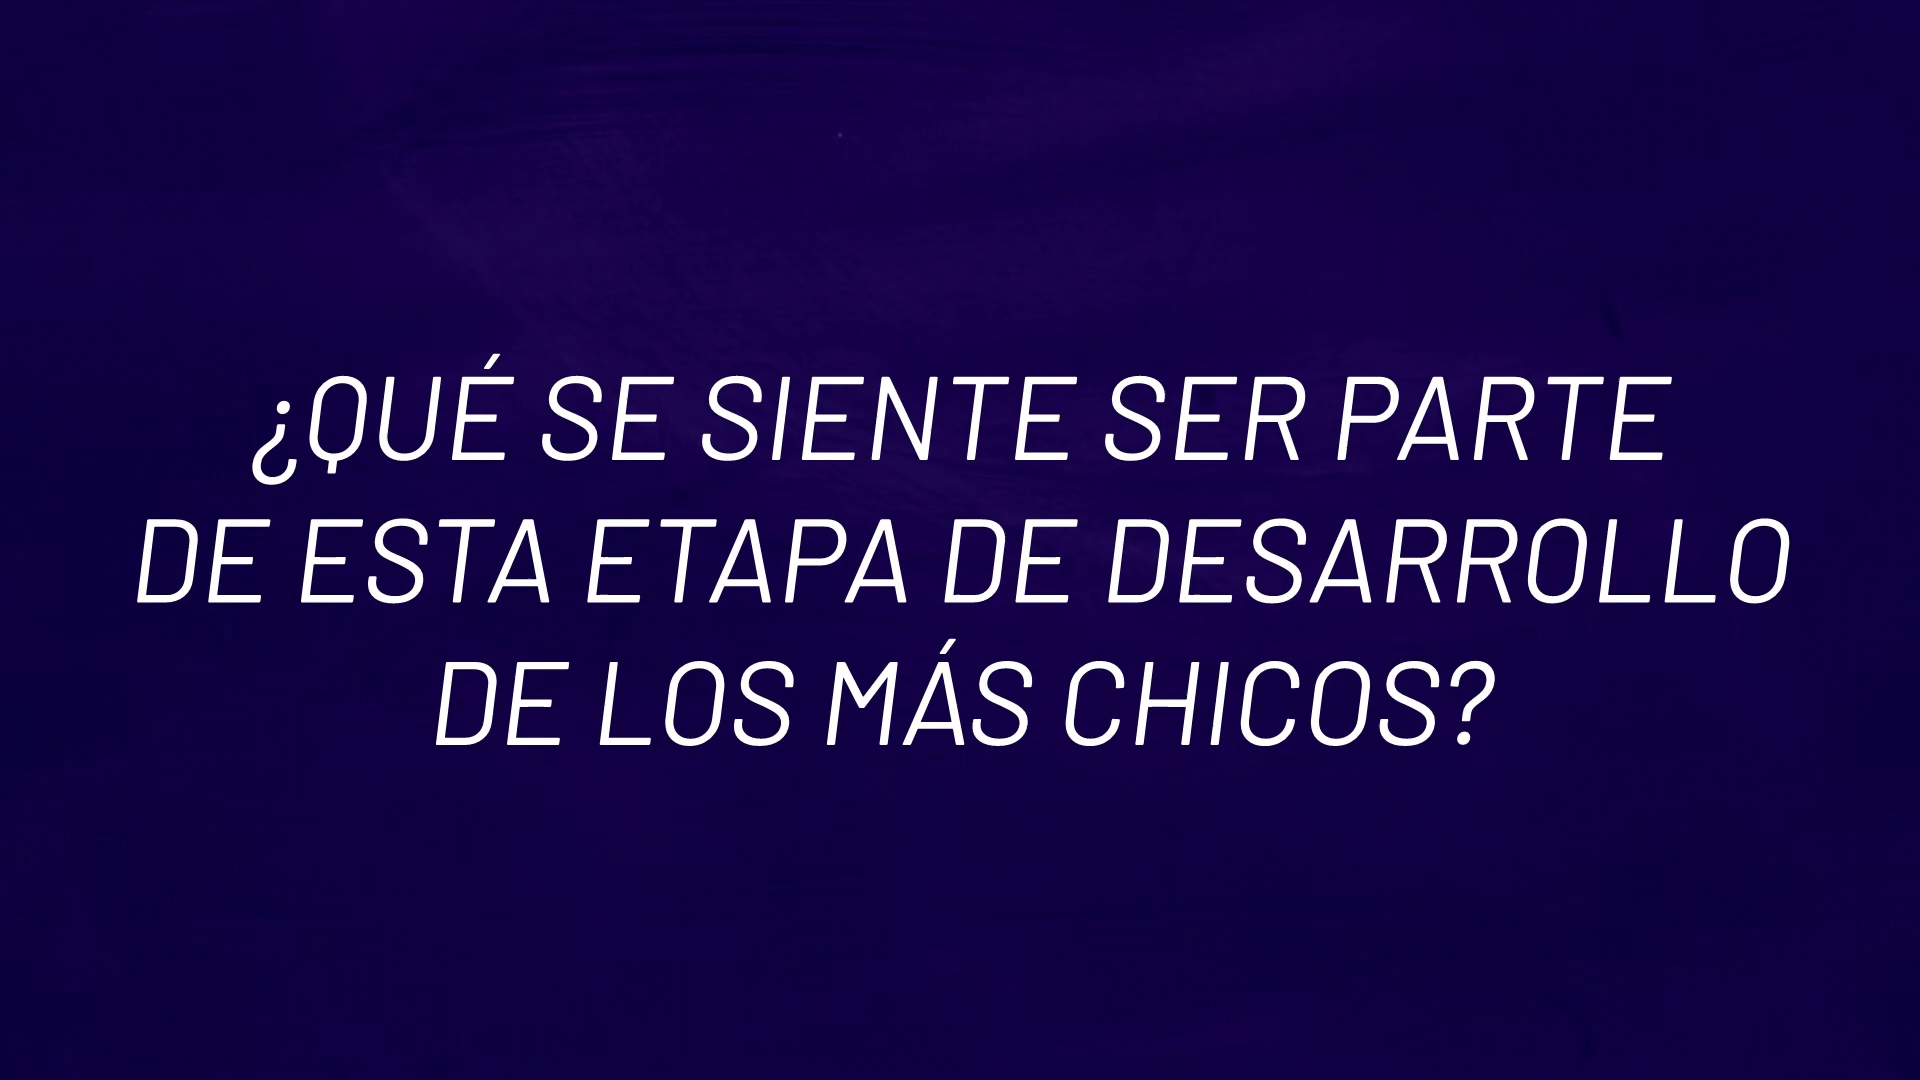 ¿QUÉ SE SIENTE SER PARTE
DE ESTA ETAPA DE DESARROLLO
DE LOS MÁS CHICOS?